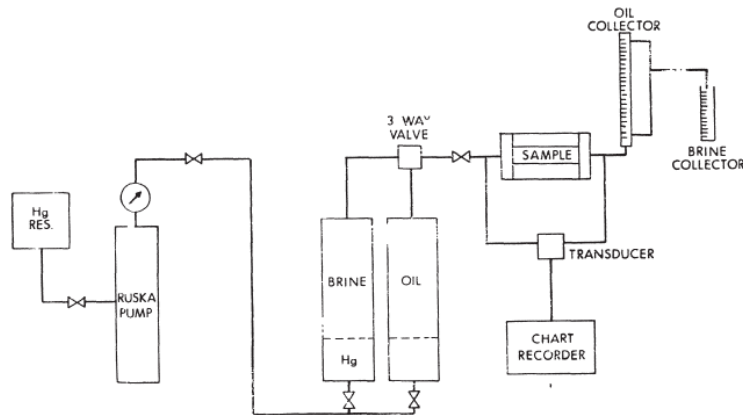 OIL
COLLECTOR
3 WAY
VALVE
SAMPLE
BRINE
COLLECTOR
Hg
RES.
RUSKA
PUMP
BRINE
OIL
TRANSDUCER
Hg
CHART
RECORDER